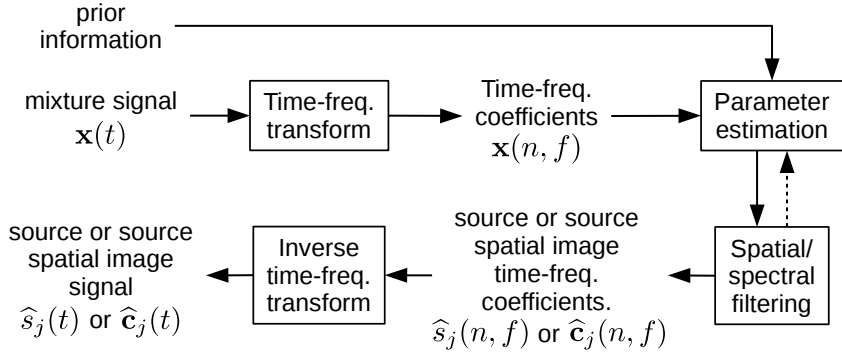 prior
information
mixture signal
x(t)
Time-freq.
transform
Time-freq.
coefficients
x(n, f)
Parameter
estimation
source or source
spatial image
signal
ŝ_j(t) or ĉ_j(t)
Inverse
time-freq.
transform
source or source
spatial image
time-freq.
coefficients.
ŝ_j(n, f) or ĉ_j(n, f)
Spatial/
spectral
filtering